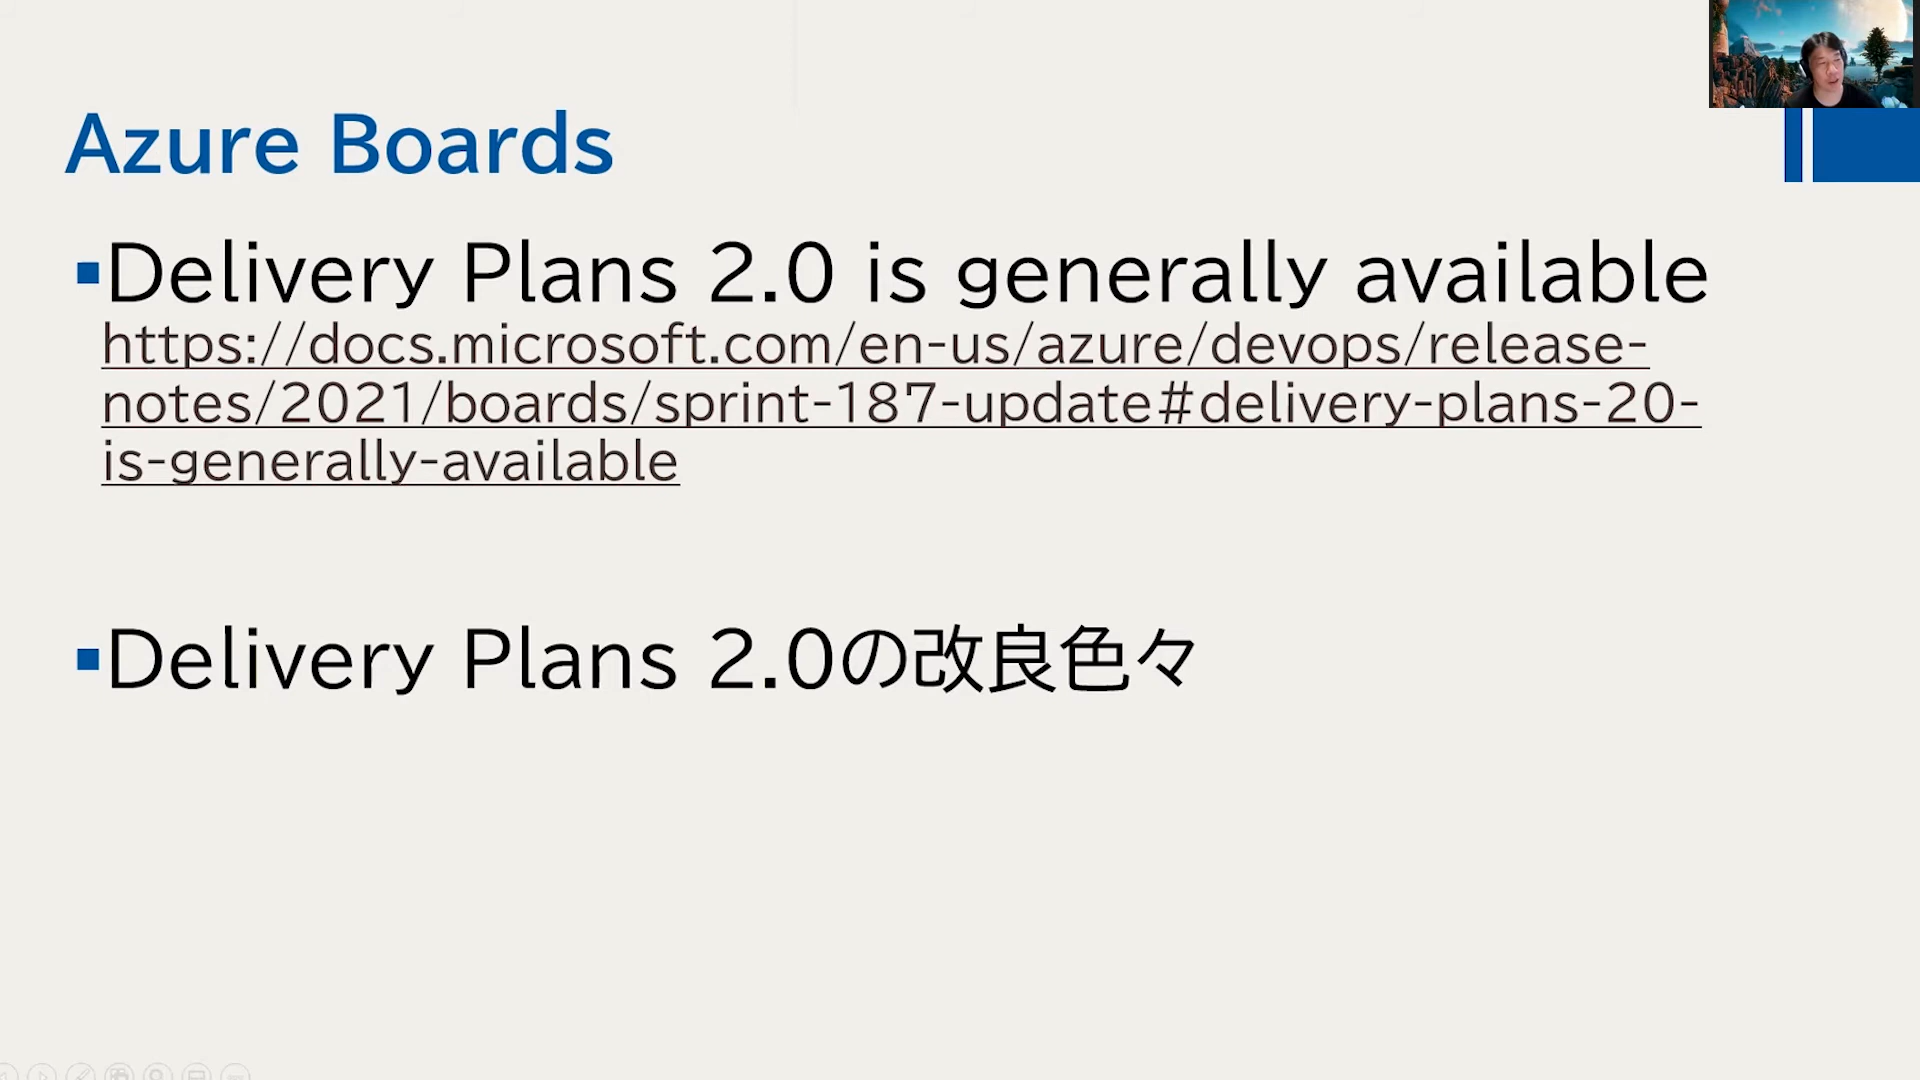 Azure Boards
▪Delivery Plans 2.0 is generally available
https://docs.microsoft.com/en-us/azure/devops/release-
notes/2021/boards/sprint-187-update#delivery-plans-20-
is-generally-available
▪Delivery Plans 2.0の改良色々